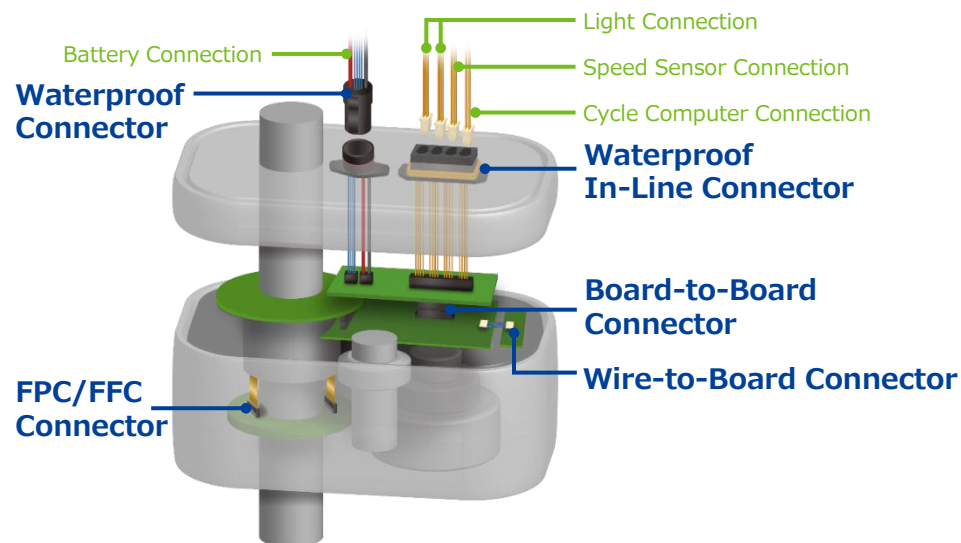 Light Connection
Battery Connection
Speed Sensor Connection
Waterproof
Connector
Cycle Computer Connection
Waterproof
In-Line Connector
Board-to-Board
Connector
Wire-to-Board Connector
FPC/FFC
Connector